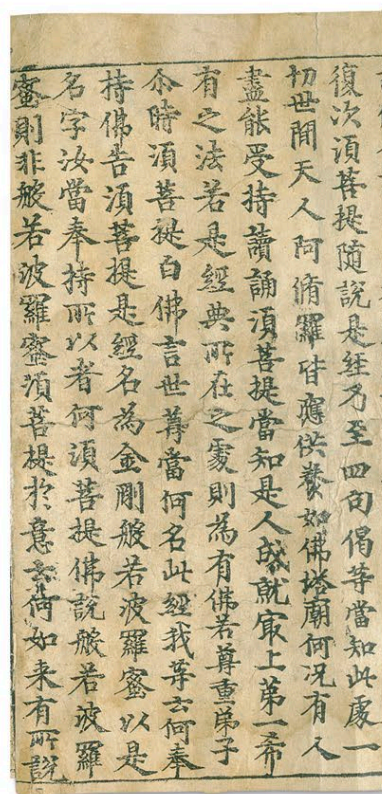 復次須菩提隨說是經乃至四句偈等當知此處一
切世間天人阿脩羅皆應供養如佛塔廟何況有人
盡能受持讀誦須菩提當知是人成就㝡上第一希
有之法若是經典所在之處則為有佛若尊重弟子
尒時須菩提白佛言世尊當何名此經我等云何奉
持佛告須菩提是經名為金剛般若波羅蜜以是
名字汝當奉持所以者何須菩提佛說般若波羅
蜜則非般若波羅蜜須菩提於意云何如来有所說